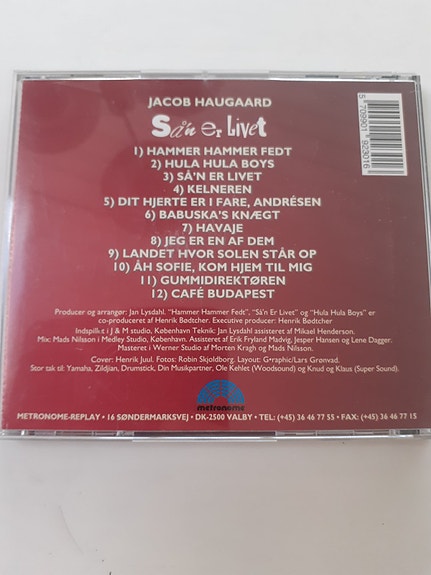 JACOB HAUGAARD
Så'n er Livet
1) HAMMER HAMMER FEDT
2) HULA HULA BOYS
3) SÅ'N ER LIVET
4) KELNEREN
5) DIT HJERTE ER I FARE, ANDRÉSEN
6) BABUSKA'S KNÆGT
7) HAVAJE
8) JEG ER EN AF DEM
9) LANDET HVOR SOLEN STÅR OP
10) ÅH SOFIE, KOM HJEM TIL MIG
11) GUMMIDIREKTØREN
12) CAFÉ BUDAPEST
Producer og arrangør: Jan Lysdahl. "Hammer Hammer Fedt", "Så'n er Livet" og "Hula Hula Boys" er
co-produceret af Henrik Bødtcher. Executive producer: Henrik Bødtcher.
Indspillet i J & M studio, København Teknik: Jan Lysdahl assisteret af Mikael Henderson.
Mix: Mads Nilsson i Medley Studio, København. Assisteret af Erik Fryland Madvig, Jesper Hansen og Lene Dagger.
Masteret i Werner Studio af Morten Kragh og Mads Nilsson.
Cover: Henrik Juul. Fotos: Robin Skjoldborg. Layout: Graphic/Lars Grønvad.
Stor tak til: Yamaha, Zildjian, Drumstick, Din Musikpartner, Ole Kehlet (Woodsound) og Knud og Klaus (Super Sound).
metronome
METRONOME-REPLAY • 16 SØNDERMARKSVEJ • DK-2500 VALBY • TEL: (+45) 36 46 77 55 • FAX: (+45) 36 46 77 15
5 709901 923016